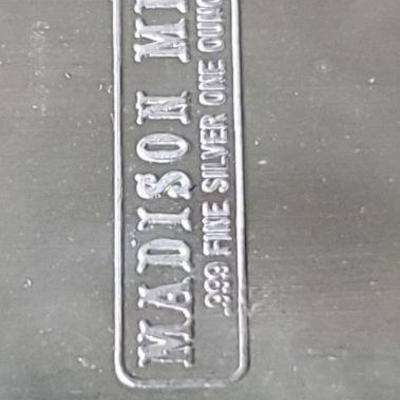 MADISON MI
.999 FINE SILVER ONE OUNC